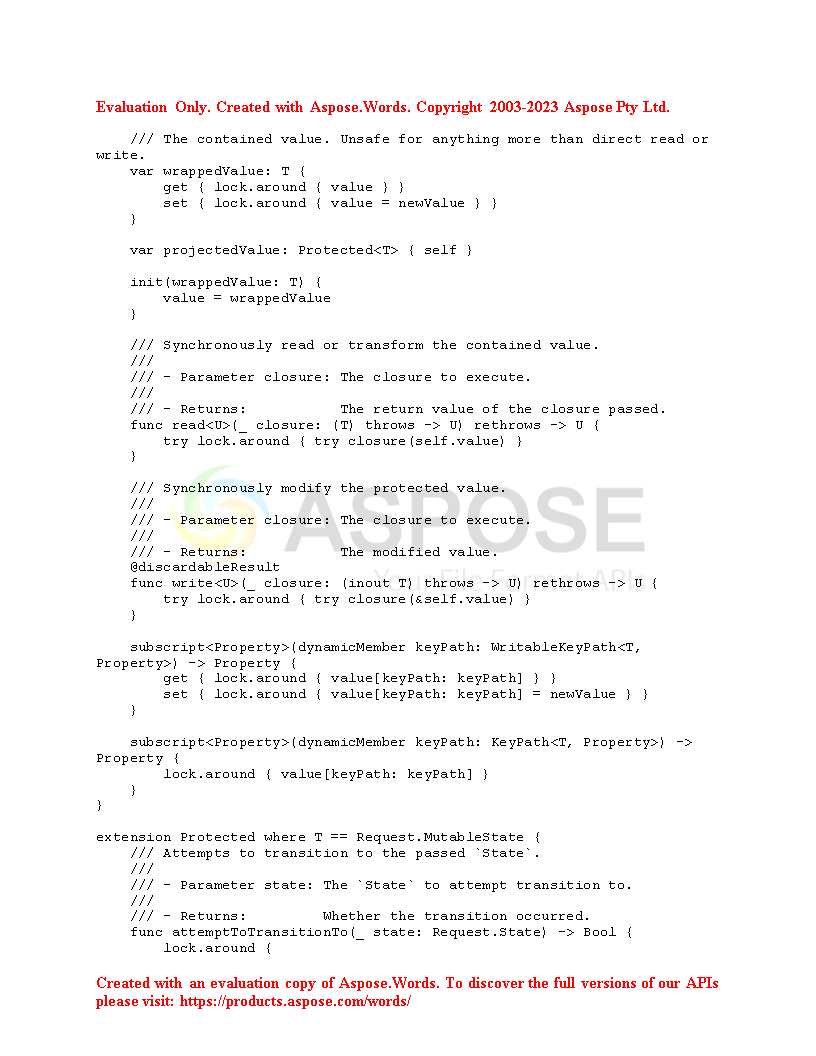 Evaluation Only. Created with Aspose.Words. Copyright 2003-2023 Aspose Pty Ltd.
/// The contained value. Unsafe for anything more than direct read or
write.
var wrappedValue: T {
get { lock.around { value } }
set { lock.around { value = newValue } }
}
var projectedValue: Protected<T> { self }
init(wrappedValue: T) {
value = wrappedValue
}
/// Synchronously read or transform the contained value.
///
/// - Parameter closure: The closure to execute.
///
/// - Returns:           The return value of the closure passed.
func read<U>(_ closure: (T) throws -> U) rethrows -> U {
try lock.around { try closure(self.value) }
}
/// Synchronously modify the protected value.
///
/// - Parameter closure: The closure to execute.
///
/// - Returns:           The modified value.
@discardableResult
func write<U>(_ closure: (inout T) throws -> U) rethrows -> U {
try lock.around { try closure(&self.value) }
}
ASPOSE
Your File Format APIs
subscript<Property>(dynamicMember keyPath: WritableKeyPath<T,
Property>) -> Property {
get { lock.around { value[keyPath: keyPath] } }
set { lock.around { value[keyPath: keyPath] = newValue } }
}
subscript<Property>(dynamicMember keyPath: KeyPath<T, Property>) ->
Property {
lock.around { value[keyPath: keyPath] }
}
}
extension Protected where T == Request.MutableState {
/// Attempts to transition to the passed `State`.
///
/// - Parameter state: The `State` to attempt transition to.
///
/// - Returns:         Whether the transition occurred.
func attemptToTransitionTo(_ state: Request.State) -> Bool {
lock.around {
Created with an evaluation copy of Aspose.Words. To discover the full versions of our APIs
please visit: https://products.aspose.com/words/